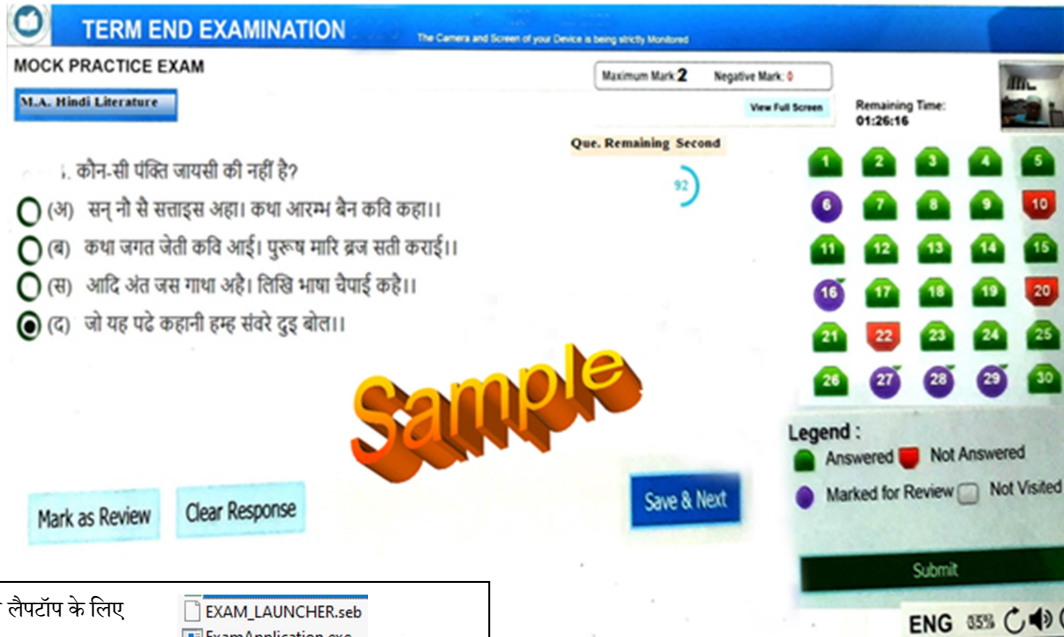 TERM END EXAMINATION
The Camera and Screen of your Device is being strictly Monitored
MOCK PRACTICE EXAM
Maximum Mark 2 Negative Mark: 0
M.A. Hindi Literature
View Full Screen
Remaining Time:
01:26:16
Que. Remaining Second
92
. कौन-सी पंक्ति जायसी की नहीं है?
(अ) सन् नौ सै सत्ताइस अहा। कथा आरम्भ बैन कवि कहा।।
(ब) कथा जगत जेती कवि आई। पुरूष मारि ब्रज सती कराई।।
(स) आदि अंत जस गाथा अहै। लिखि भाषा चैपाई कहै।।
(द) जो यह पढे कहानी हम्ह संवरे दुइ बोल।।
1 2 3 4 5
6 7 8 9 10
11 12 13 14 15
16 17 18 19 20
21 22 23 24 25
26 27 28 29 30
Sample
Legend :
Answered Not Answered
Marked for Review Not Visited
Mark as Review Clear Response Save & Next
Submit
लैपटॉप के लिए
EXAM_LAUNCHER.seb
ExamApplication.exe
ENG